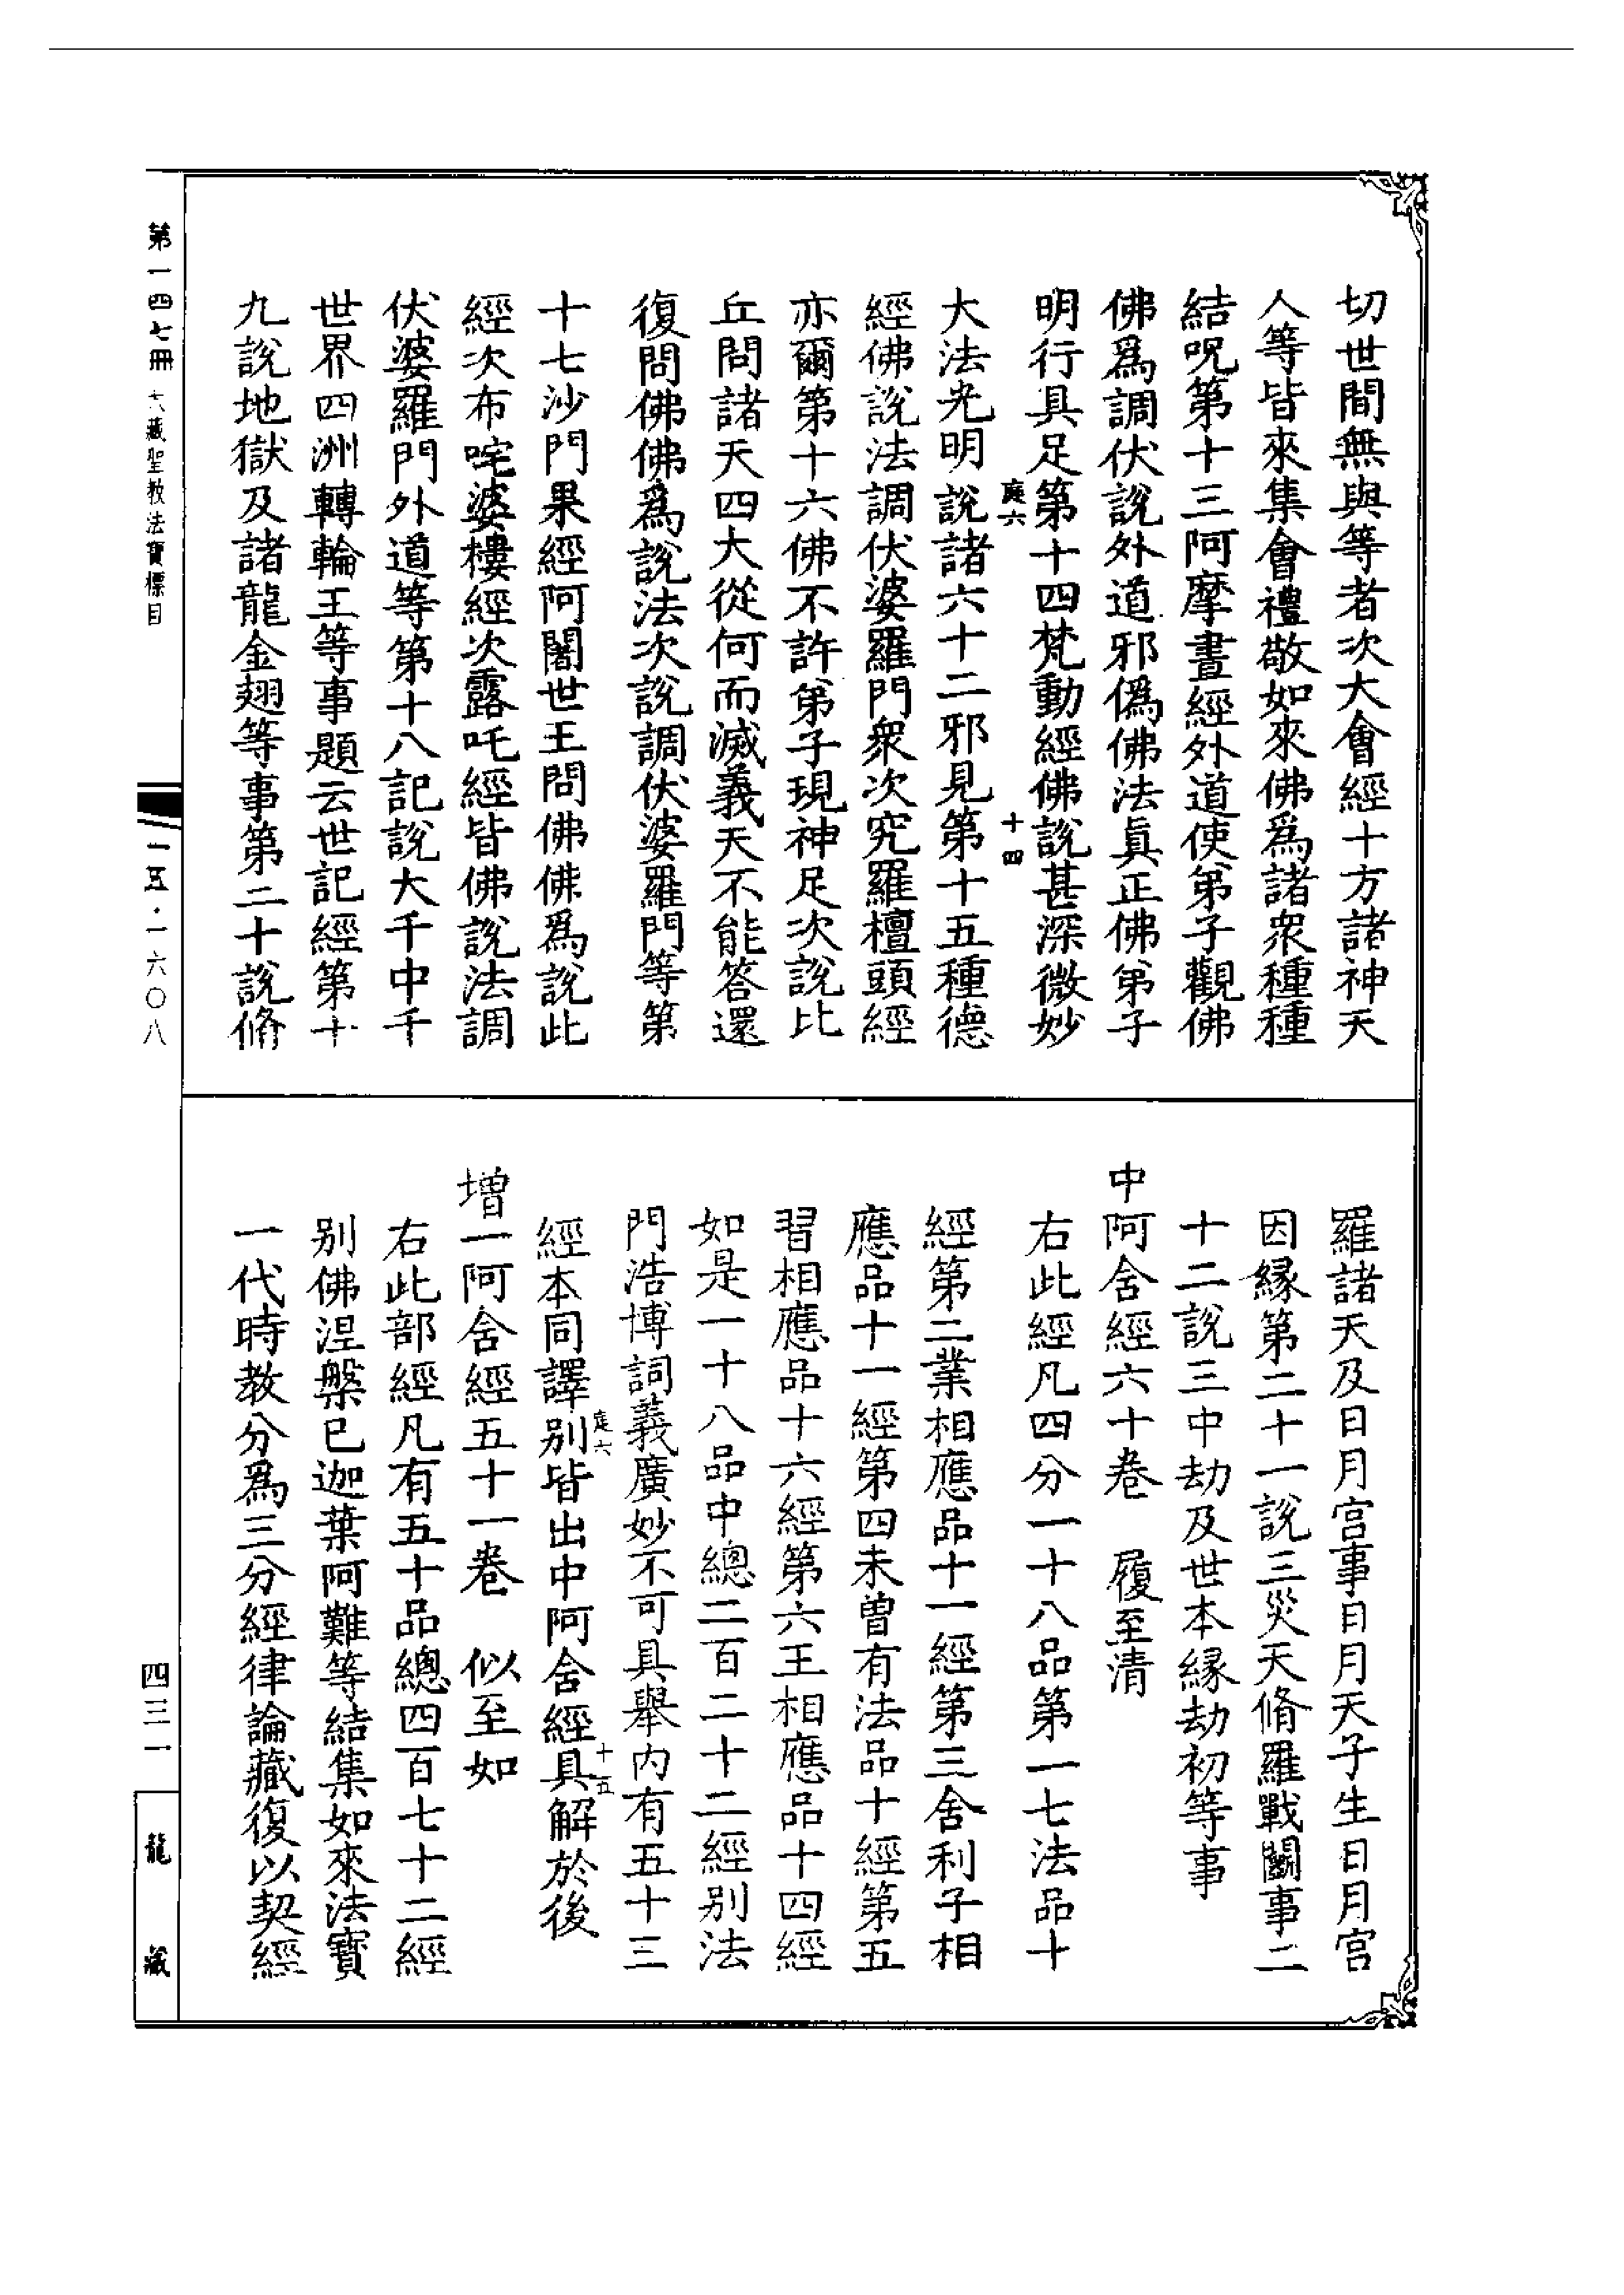 切世間無與等者次大會經十方諸神天
人等皆來集會禮敬如來佛爲諸衆種種
結呪第十三阿摩晝經外道使弟子觀佛
佛爲調伏說外道邪僞佛法眞正佛弟子
明行具足第十四梵動經佛說甚深微妙
庭六
十四
大法光明說諸六十二邪見第十五種德
經佛說法調伏婆羅門衆次究羅檀頭經
亦爾第十六佛不許弟子現神足次說比
丘問諸天四大從何而滅義天不能答還
復問佛佛爲說法次說調伏婆羅門等第
十七沙門果經阿闍世王問佛佛爲說此
經次布咤婆樓經次露吒經皆佛說法調
伏婆羅門外道等第十八記說大千中千
世界四洲轉輪王等事題云世記經第十
九說地獄及諸龍金翅等事第二十說脩
羅諸天及日月宮事日月天子生日月宮
因緣第二十一說三災天脩羅戰鬬事二
十二說三中劫及世本緣劫初等事
中阿含經六十卷 履至清
右此經凡四分一十八品第一七法品十
經第二業相應品十一經第三舍利子相
應品十一經第四未曾有法品十經第五
習相應品十六經第六王相應品十四經
如是一十八品中總二百二十二經別法
門浩博詞義廣妙不可具舉內有五十三
庭六
十五
經本同譯別皆出中阿含經具解於後
增一阿含經五十一卷 似至如
右此部經凡有五十品總四百七十二經
別佛涅槃已迦葉阿難等結集如來法寶
一代時教分爲三分經律論藏復以契經
第一四七冊 大藏聖教法寶標目
一五·一六〇八
四三一
龍藏